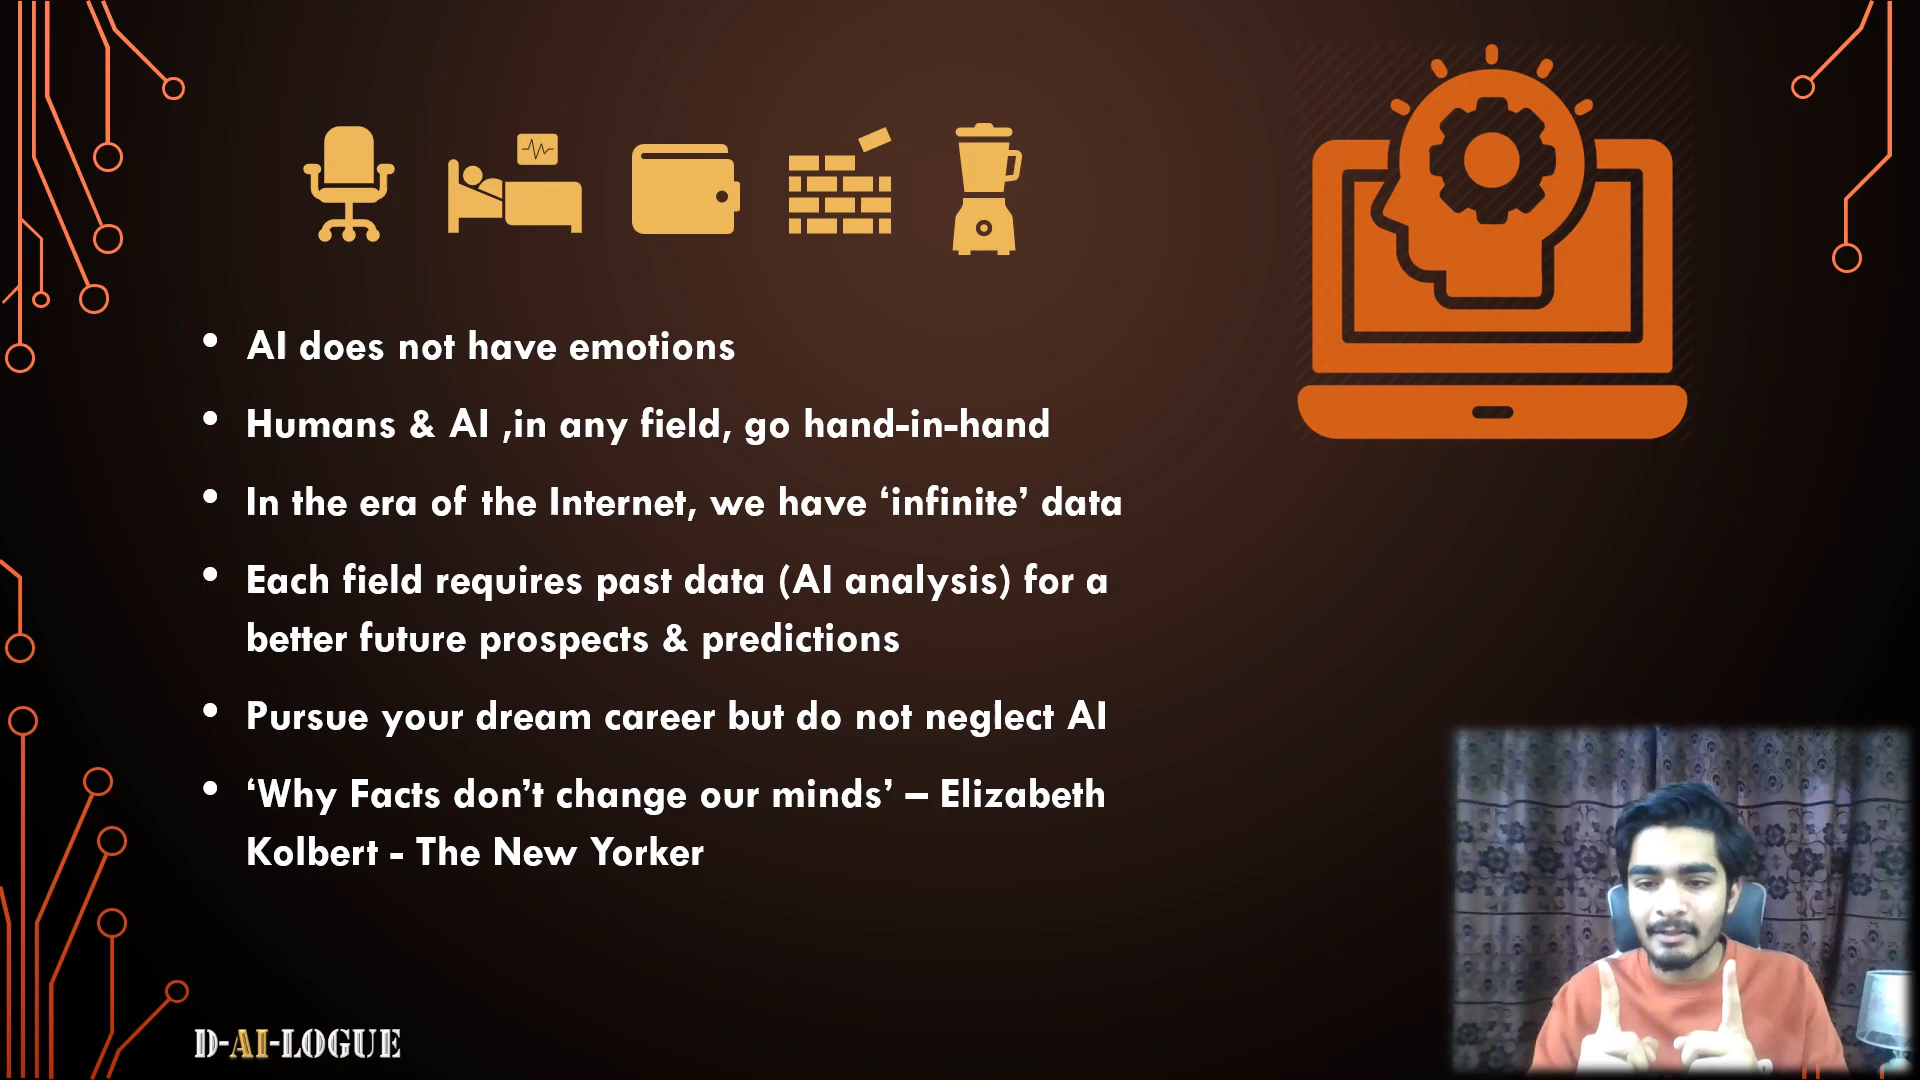 • AI does not have emotions
• Humans & AI ,in any field, go hand-in-hand
• In the era of the Internet, we have ‘infinite’ data
• Each field requires past data (AI analysis) for a
better future prospects & predictions
• Pursue your dream career but do not neglect AI
• ‘Why Facts don’t change our minds’ – Elizabeth
Kolbert - The New Yorker
D-AI-LOGUE